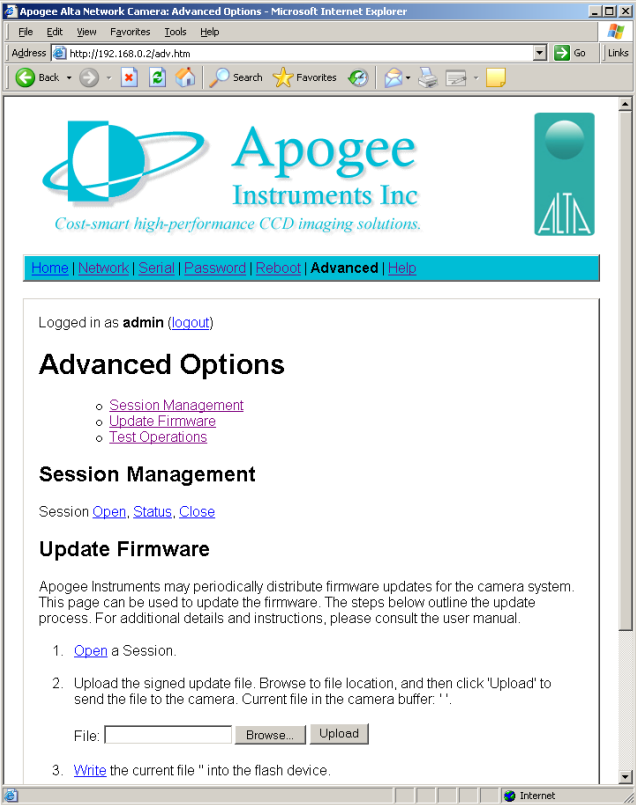 Apogee Alta Network Camera: Advanced Options - Microsoft Internet Explorer
File Edit View Favorites Tools Help
Address http://192.168.0.2/adv.htm Go Links
Back Search Favorites
Apogee
Instruments Inc
Cost-smart high-performance CCD imaging solutions.
ALTA
Home | Network | Serial | Password | Reboot | Advanced | Help
Logged in as admin (logout)
Advanced Options
Session Management
Update Firmware
Test Operations
Session Management
Session Open, Status, Close
Update Firmware
Apogee Instruments may periodically distribute firmware updates for the camera system.
This page can be used to update the firmware. The steps below outline the update
process. For additional details and instructions, please consult the user manual.
1. Open a Session.
2. Upload the signed update file. Browse to file location, and then click 'Upload' to
send the file to the camera. Current file in the camera buffer: ' '.
File: Browse... Upload
3. Write the current file '' into the flash device.
Internet